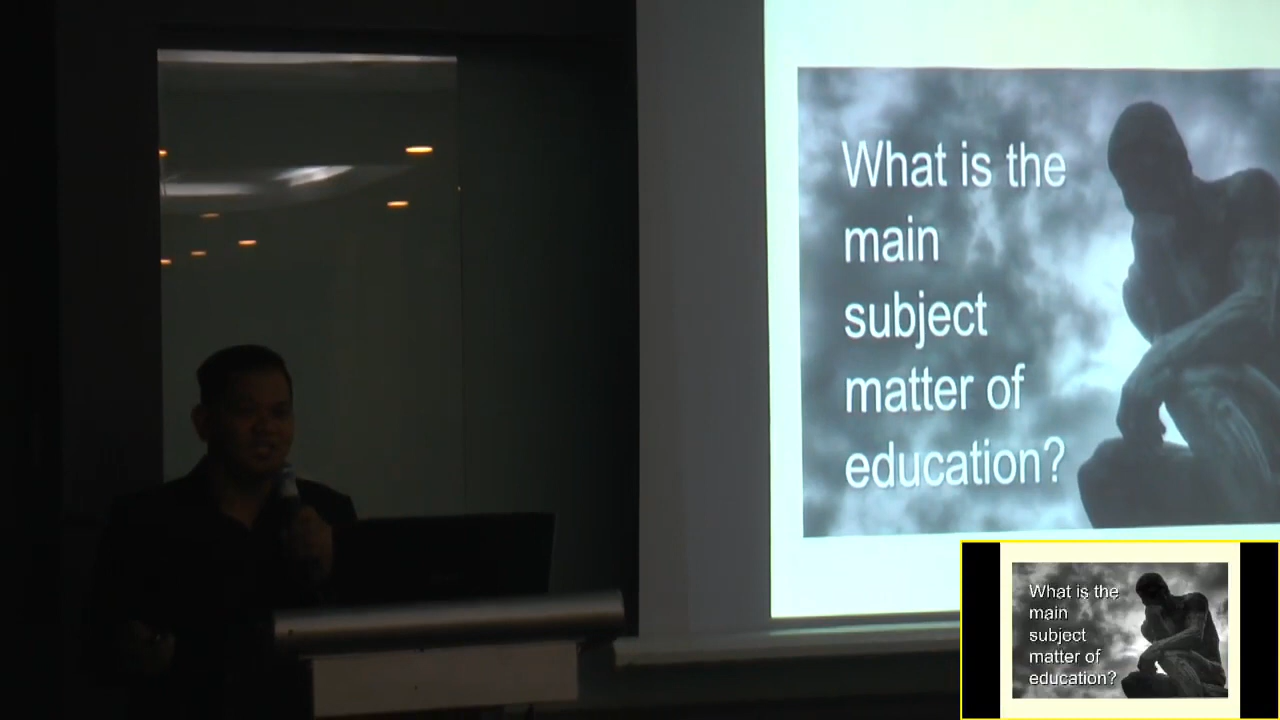 What is the
main
subject
matter of
education?
What is the
main
subject
matter of
education?